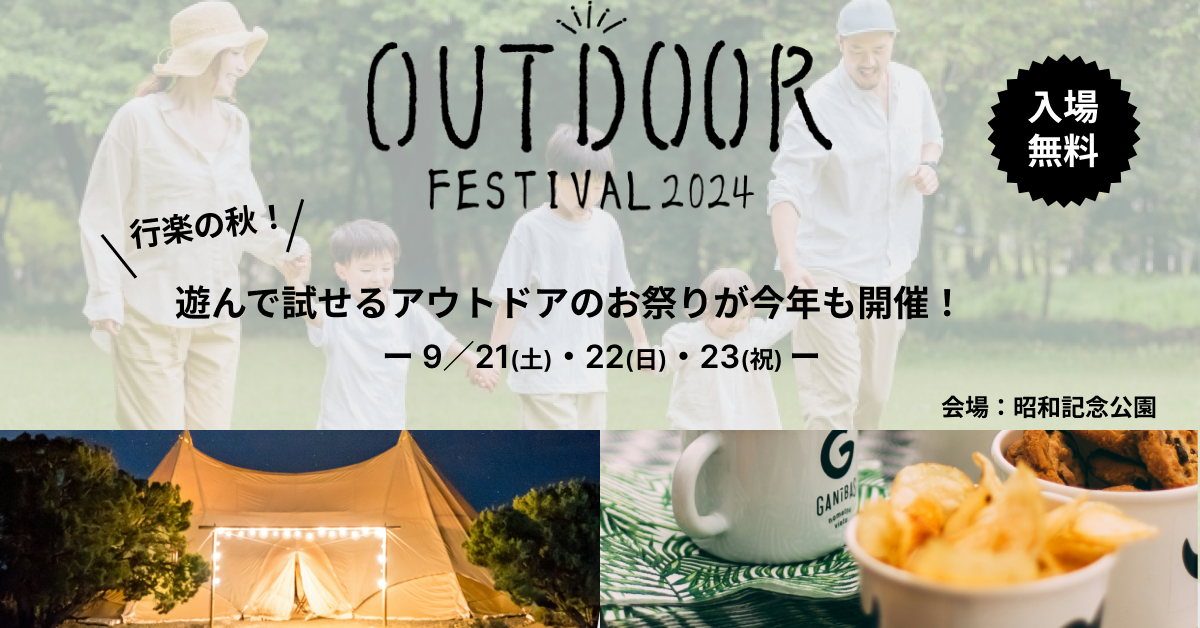 OUTDOOR
FESTIVAL 2024
入場
無料
行楽の秋！
遊んで試せるアウトドアのお祭りが今年も開催！
ー 9／21(土)・22(日)・23(祝) ー
会場：昭和記念公園
G
GANiBAS